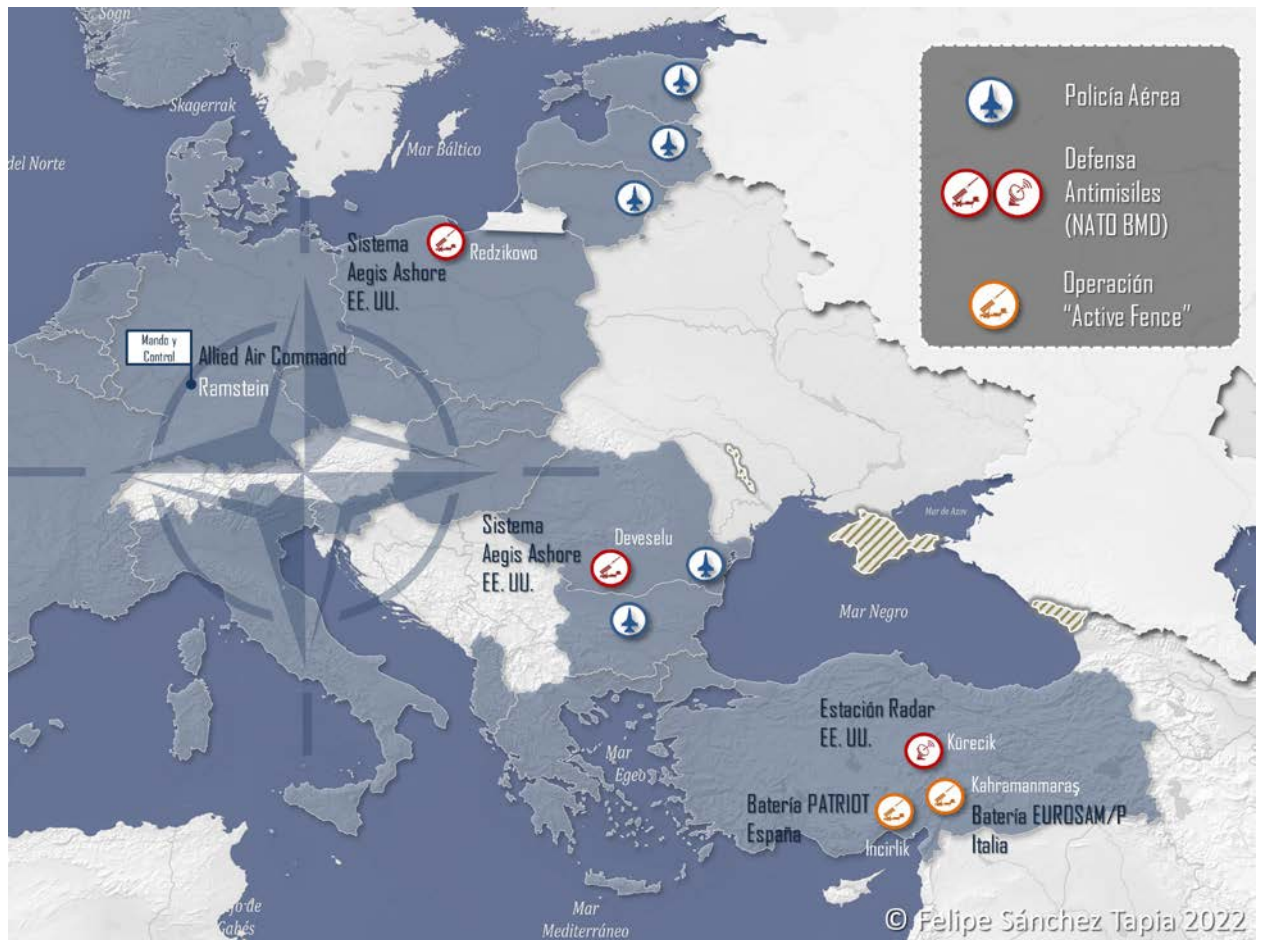 Sogn
Skagerrak
del Norte
Mar Báltico
Policía Aérea
Defensa
Antimisiles
(NATO BMD)
Operación
“Active Fence”
Sistema
Aegis Ashore
EE. UU.
Redzikowo
Mando y
Control
Allied Air Command
Ramstein
Sistema
Aegis Ashore
EE. UU.
Deveselu
Mar de Azov
Mar Negro
Estación Radar
EE. UU.
Kürecik
Mar
Egeo
Kahramanmaraş
Batería PATRIOT
España
Batería EUROSAM/P
Italia
Incirlik
Mar
Mediterráneo
fo de
Gabés
© Felipe Sánchez Tapia 2022